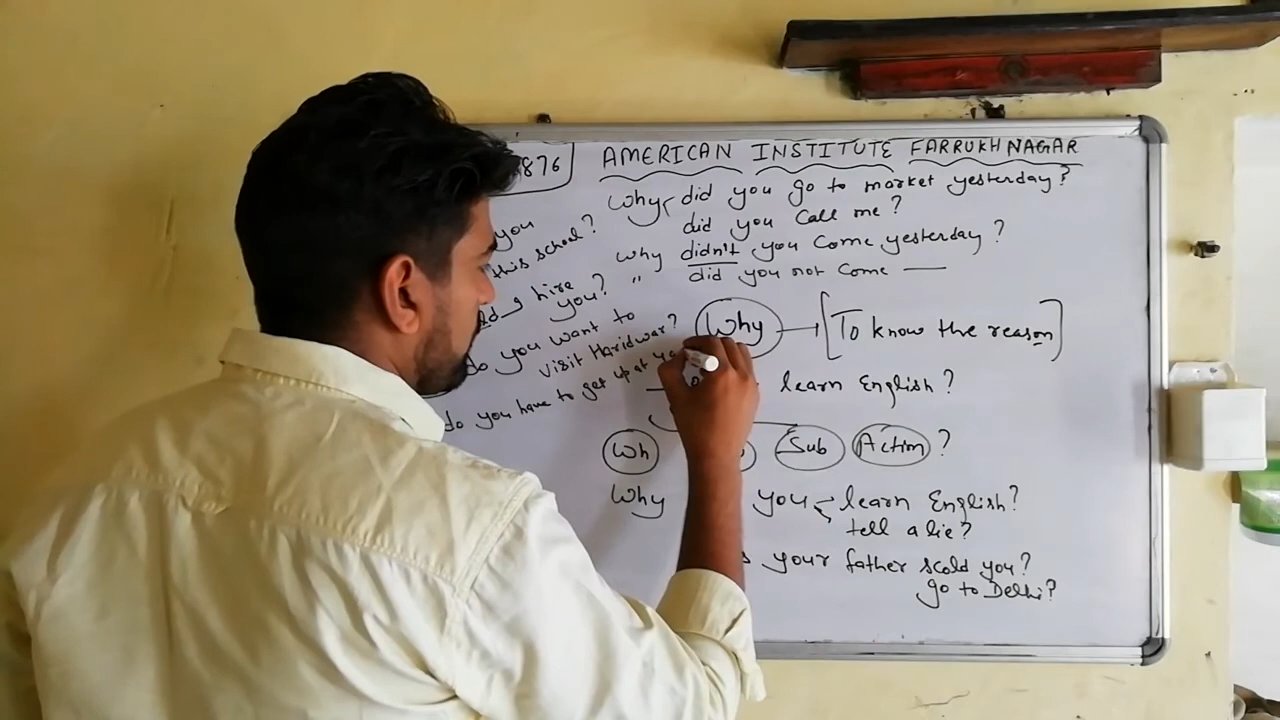 876
AMERICAN INSTITUTE FARRUKHNAGAR
Why did you go to market yesterday?
did you call me?
Why didn't you come yesterday?
" did you not come —
you
this school?
hire
you?
do you want to
visit Haridwar?
do you have to get up at
Why → [To know the reason]
learn English?
Wh Sub Action ?
Why you learn English?
tell a lie?
your father scold you?
go to Delhi?